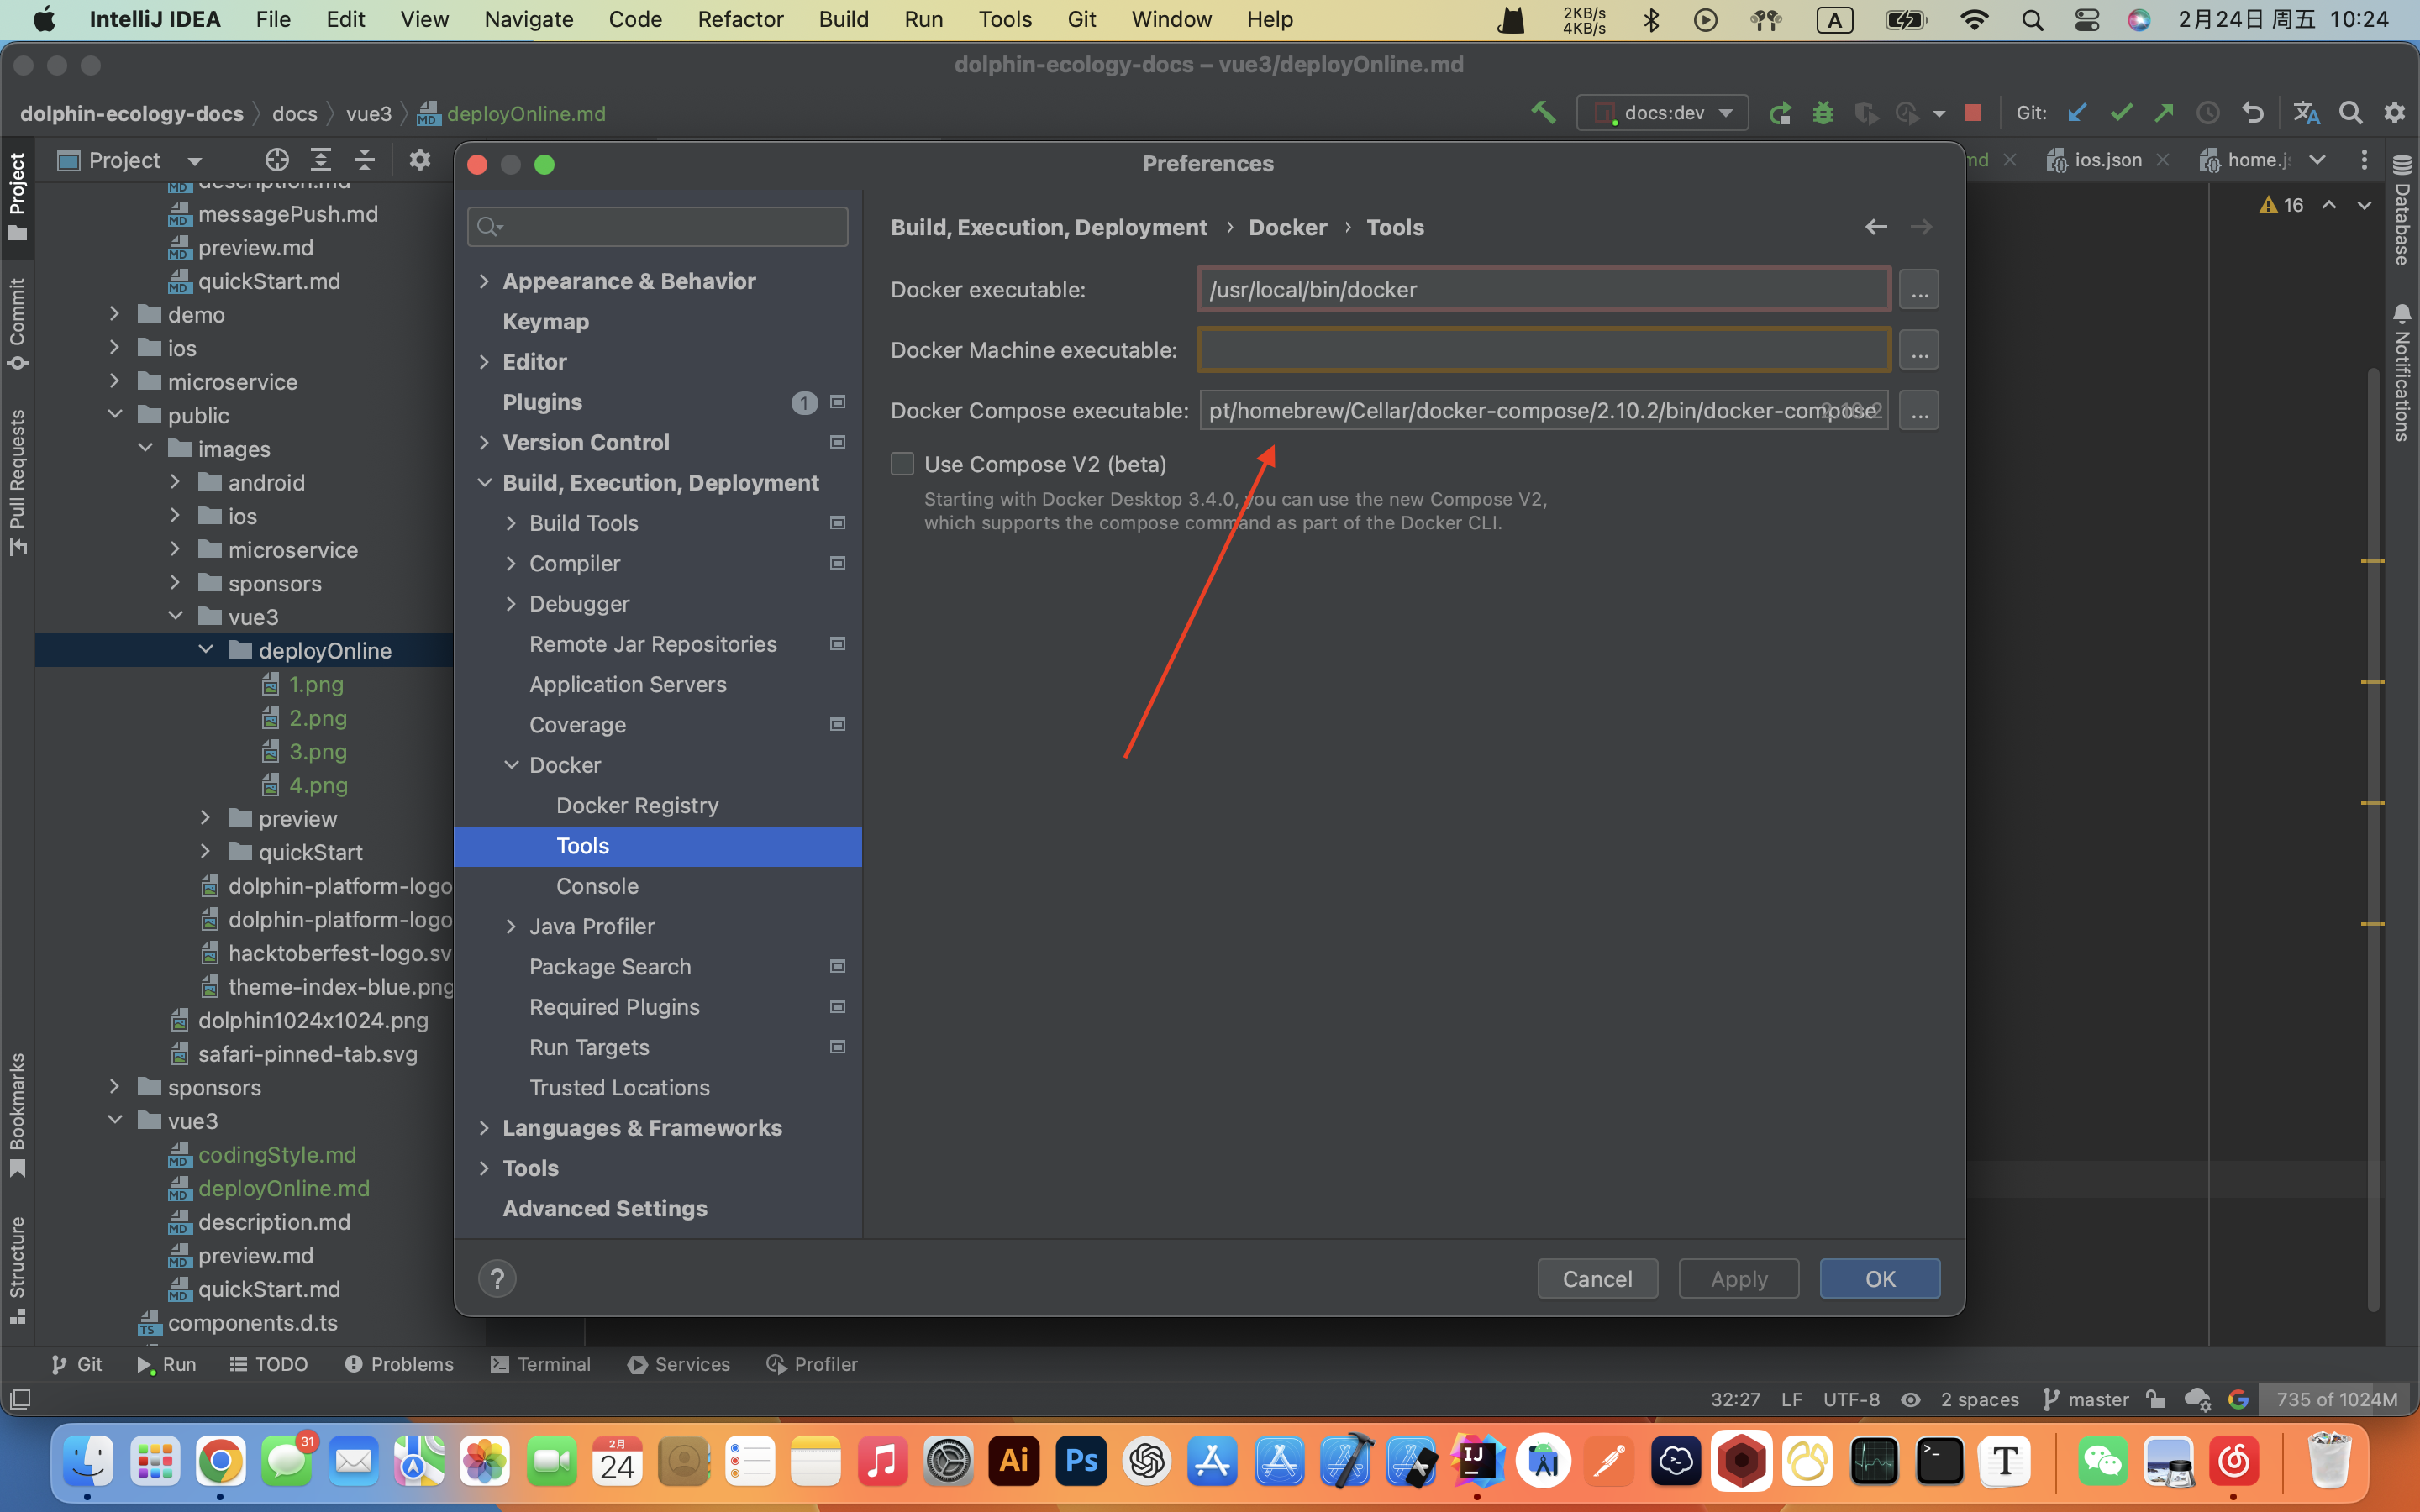 IntelliJ IDEA File Edit View Navigate Code Refactor Build Run Tools Git Window Help 2KB/s 4KB/s A 2月24日 周五 10:24
dolphin-ecology-docs – vue3/deployOnline.md
dolphin-ecology-docs docs vue3 deployOnline.md docs:dev Git:
Project
md ios.json home.j
16
Project
Commit
Pull Requests
Bookmarks
Structure
description.md
messagePush.md
preview.md
quickStart.md
demo
ios
microservice
public
images
android
ios
microservice
sponsors
vue3
deployOnline
1.png
2.png
3.png
4.png
preview
quickStart
dolphin-platform-logo
dolphin-platform-logo
hacktoberfest-logo.sv
theme-index-blue.png
dolphin1024x1024.png
safari-pinned-tab.svg
sponsors
vue3
codingStyle.md
deployOnline.md
description.md
preview.md
quickStart.md
components.d.ts
Preferences
Appearance & Behavior
Keymap
Editor
Plugins 1
Version Control
Build, Execution, Deployment
Build Tools
Compiler
Debugger
Remote Jar Repositories
Application Servers
Coverage
Docker
Docker Registry
Tools
Console
Java Profiler
Package Search
Required Plugins
Run Targets
Trusted Locations
Languages & Frameworks
Tools
Advanced Settings
Build, Execution, Deployment › Docker › Tools
Docker executable: /usr/local/bin/docker ...
Docker Machine executable: ...
Docker Compose executable: pt/homebrew/Cellar/docker-compose/2.10.2/bin/docker-compose 2.10.2 ...
Use Compose V2 (beta)
Starting with Docker Desktop 3.4.0, you can use the new Compose V2,
which supports the compose command as part of the Docker CLI.
? Cancel Apply OK
Database
Notifications
Git Run TODO Problems Terminal Services Profiler
32:27 LF UTF-8 2 spaces master 735 of 1024M
31 2月 24 Ai Ps IJ T